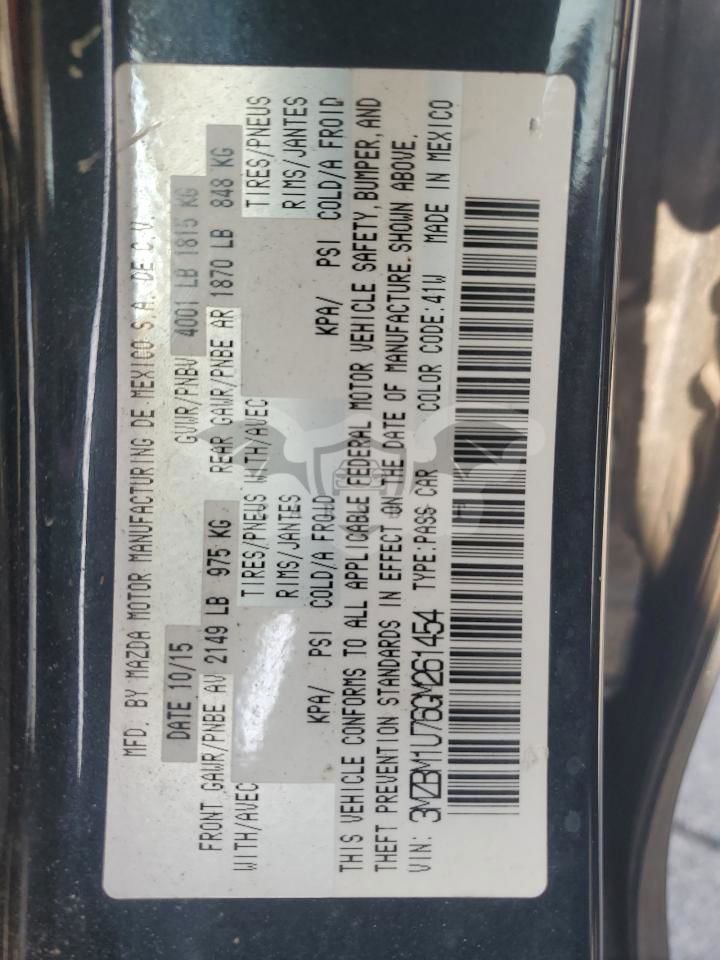 MFD. BY MAZDA MOTOR MANUFACTURING DE MEXICO S.A. DE C.V.
DATE 10/15 GVWR/PNBV 4001 LB 1815 KG
FRONT GAWR/PNBE AV 2149 LB 975 KG REAR GAWR/PNBE AR 1870 LB 848 KG
WITH/AVEC TIRES/PNEUS WITH/AVEC TIRES/PNEUS
RIMS/JANTES RIMS/JANTES
KPA/ PSI COLD/A FROID KPA/ PSI COLD/A FROID
THIS VEHICLE CONFORMS TO ALL APPLICABLE FEDERAL MOTOR VEHICLE SAFETY, BUMPER, AND
THEFT PREVENTION STANDARDS IN EFFECT ON THE DATE OF MANUFACTURE SHOWN ABOVE.
VIN: 3MZBM1U76GM261454 TYPE:PASS CAR COLOR CODE:41W MADE IN MEXICO